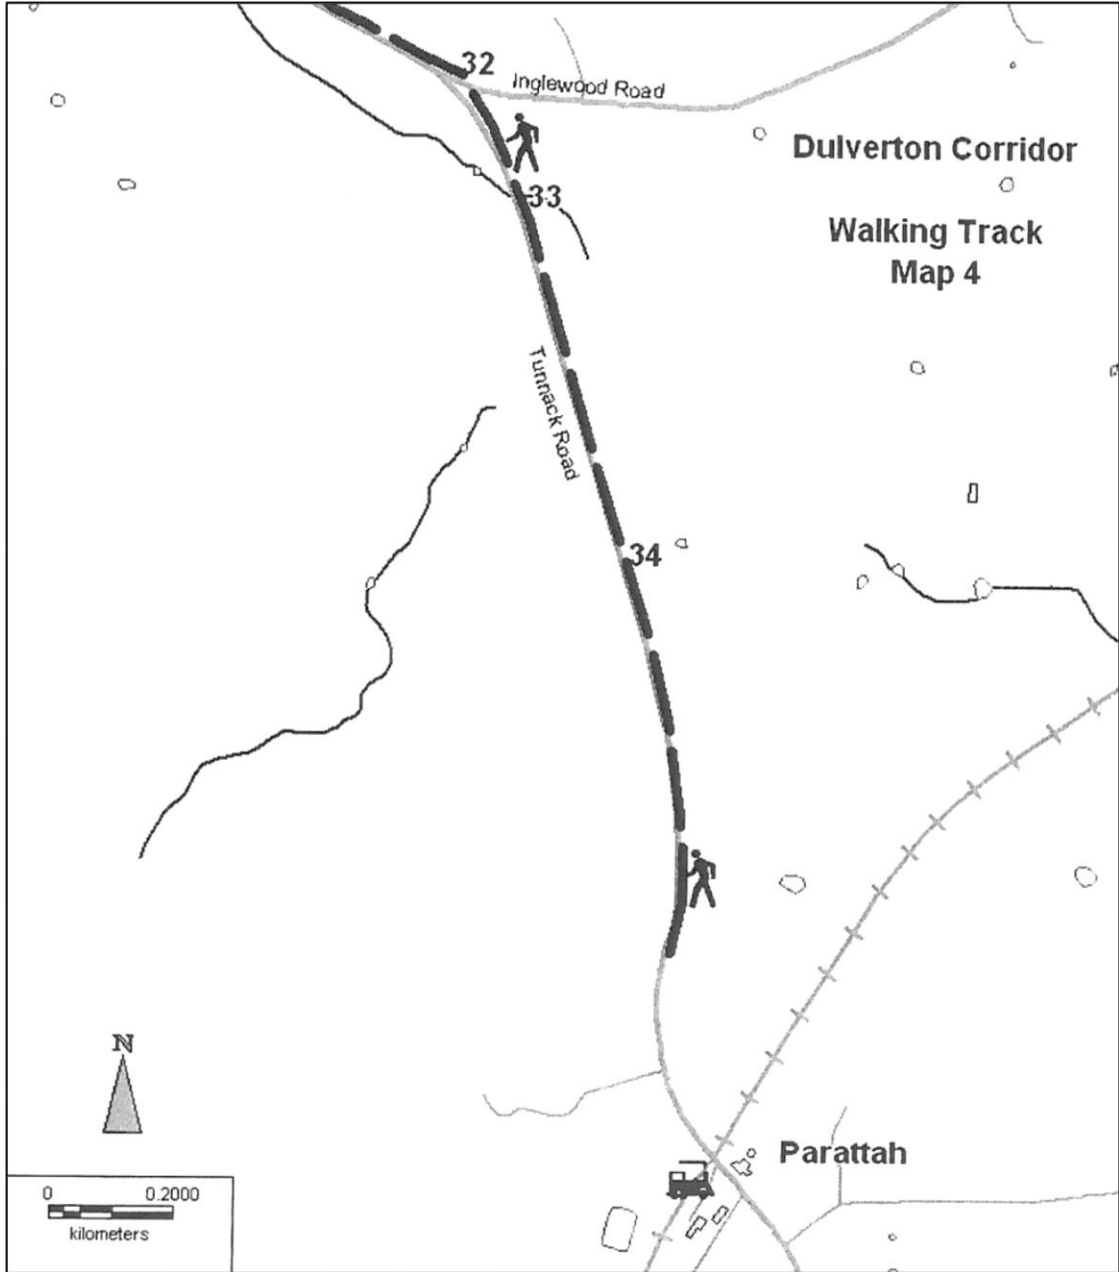 32
Inglewood Road
Dulverton Corridor
33
Walking Track
Map 4
Tunnack Road
34
N
Parattah
0 0.2000
kilometers